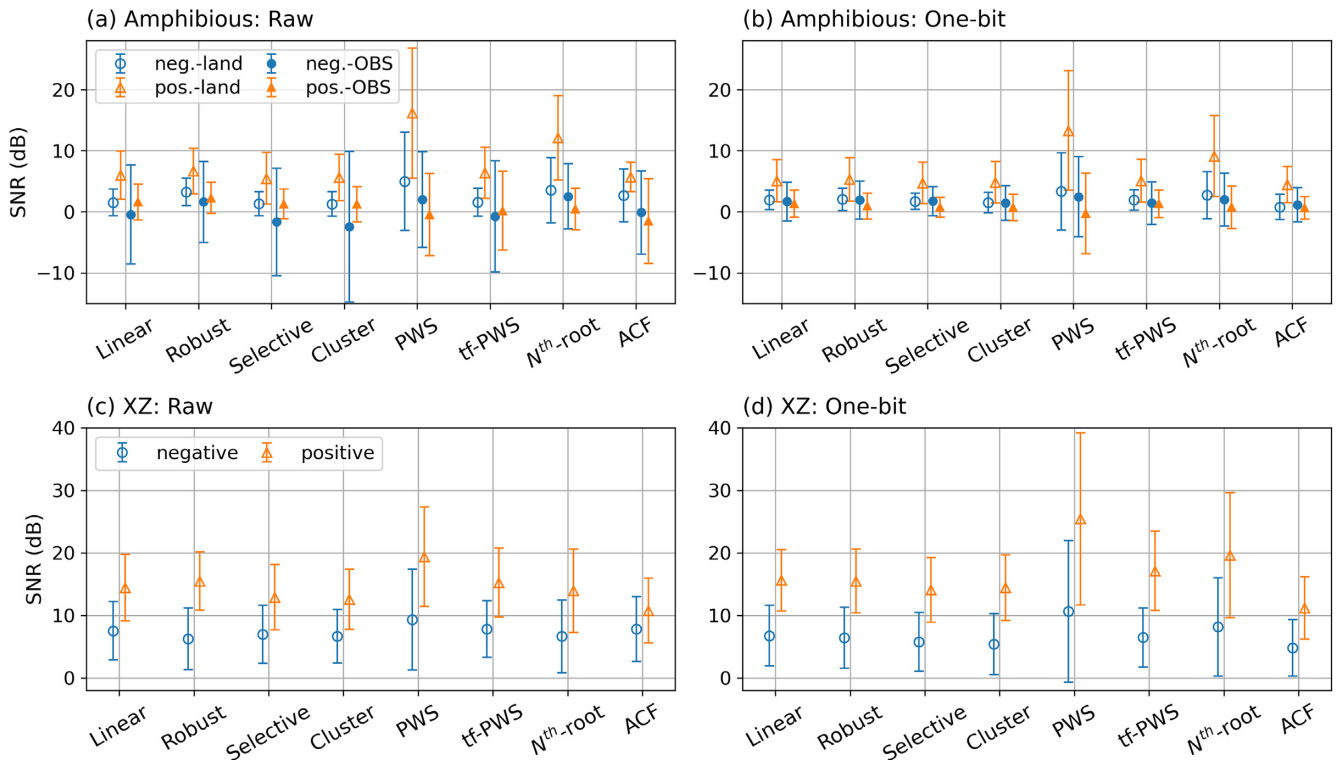 (a) Amphibious: Raw
neg.-land
neg.-OBS
pos.-land
pos.-OBS
SNR (dB)
20
10
0
−10
Linear
Robust
Selective
Cluster
PWS
tf-PWS
Nth-root
ACF
(b) Amphibious: One-bit
20
10
0
−10
Linear
Robust
Selective
Cluster
PWS
tf-PWS
Nth-root
ACF
(c) XZ: Raw
negative
positive
SNR (dB)
40
30
20
10
0
Linear
Robust
Selective
Cluster
PWS
tf-PWS
Nth-root
ACF
(d) XZ: One-bit
40
30
20
10
0
Linear
Robust
Selective
Cluster
PWS
tf-PWS
Nth-root
ACF